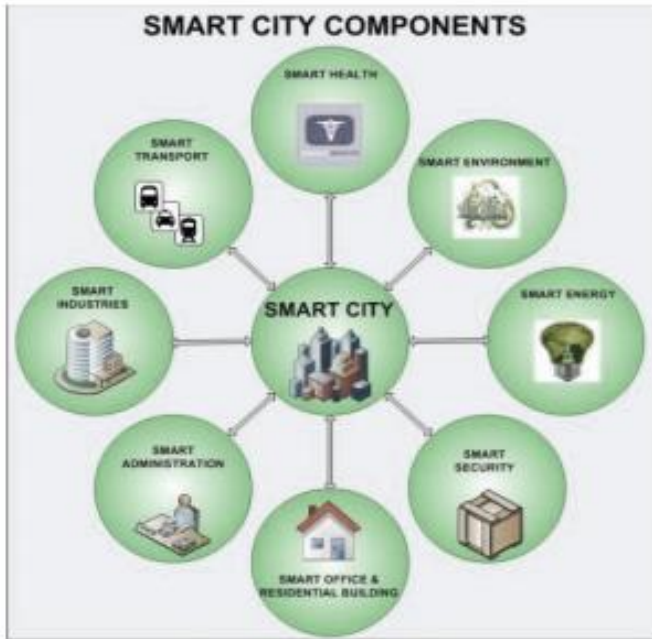 SMART CITY COMPONENTS
SMART HEALTH
SMART
TRANSPORT
SMART ENVIRONMENT
SMART
INDUSTRIES
SMART CITY
SMART ENERGY
SMART
ADMINISTRATION
SMART
SECURITY
SMART OFFICE &
RESIDENTIAL BUILDING